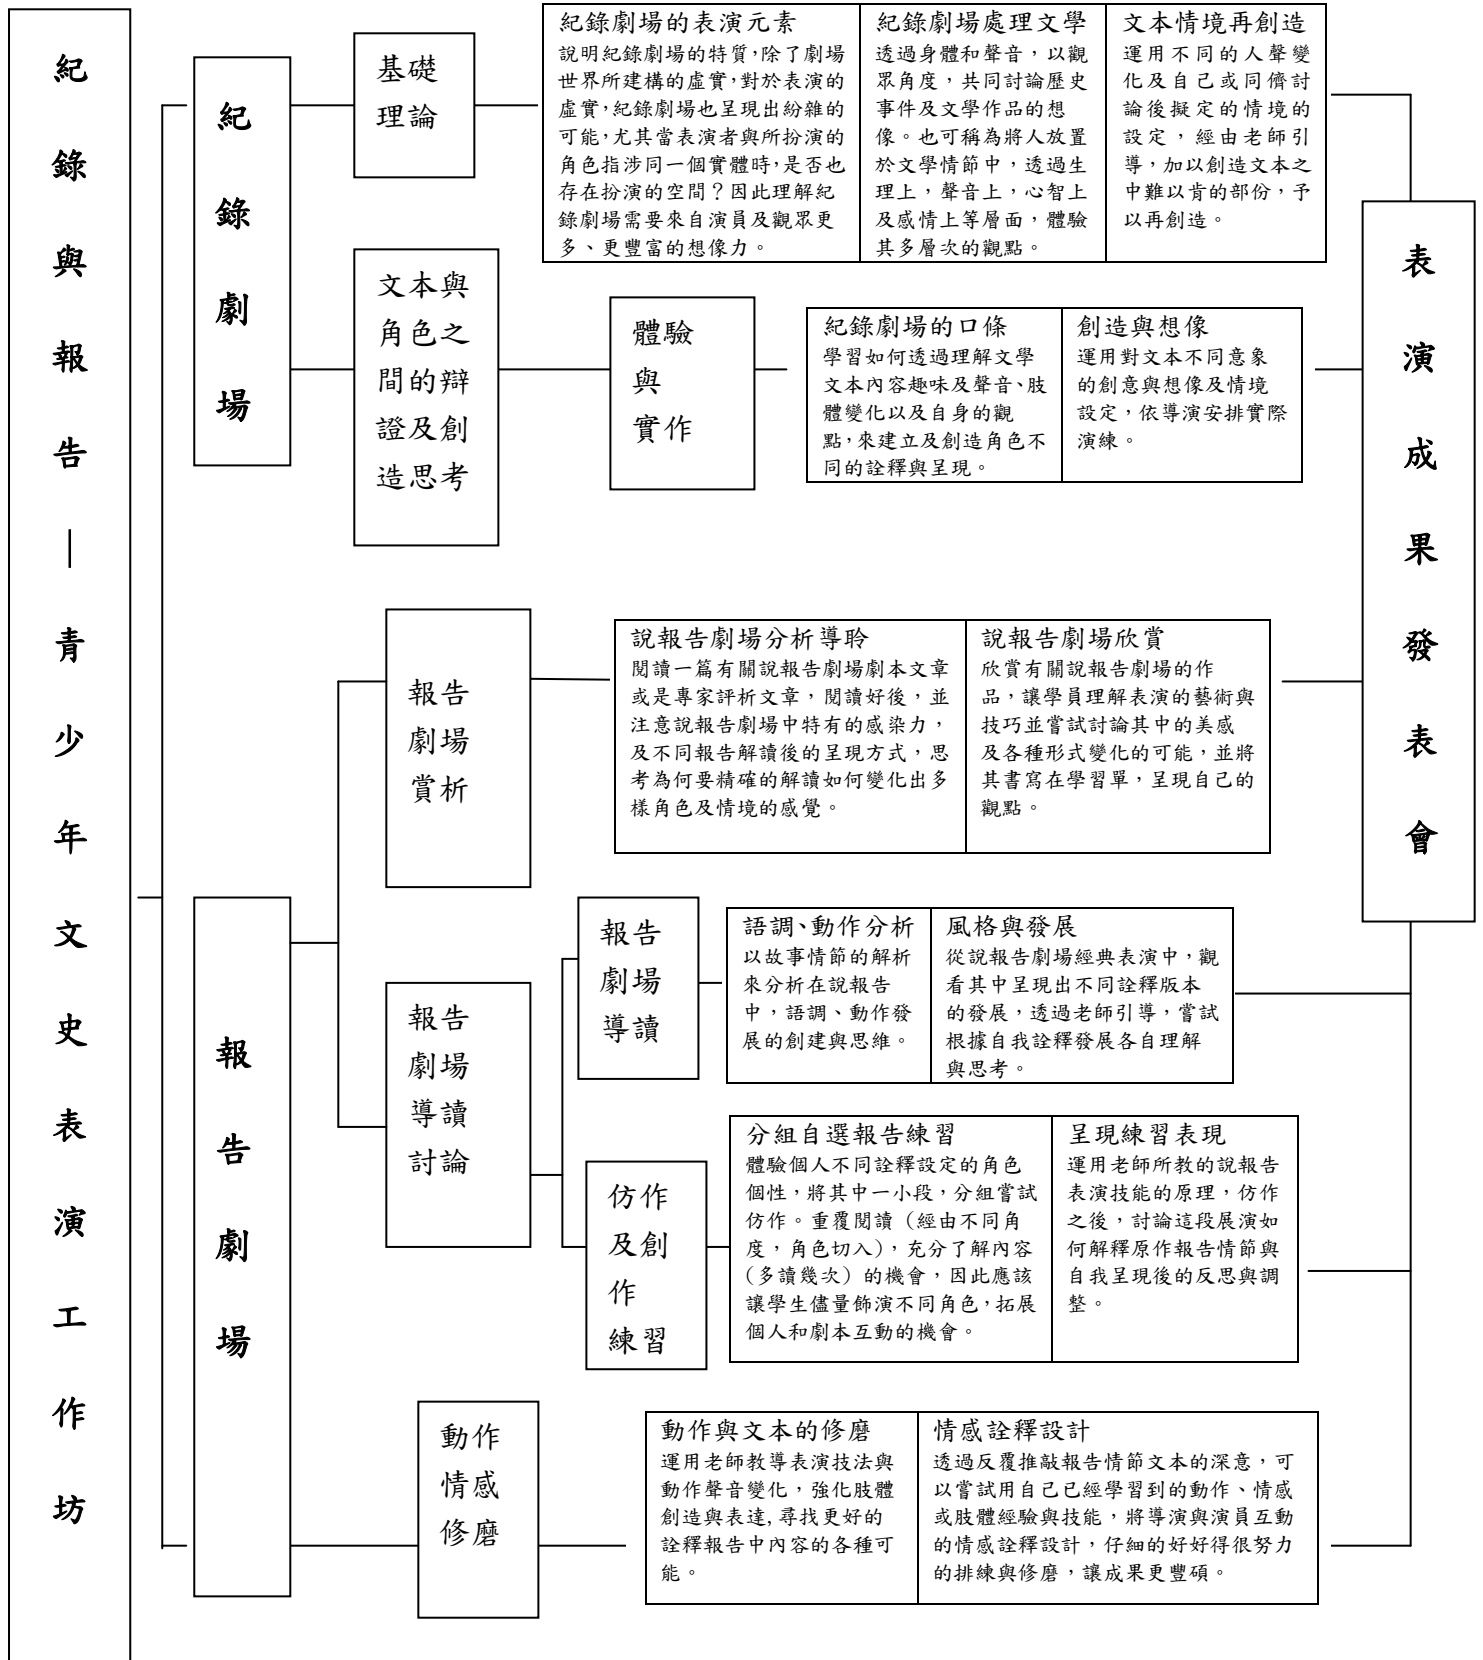 紀錄與報告—青少年文史表演工作坊
紀錄劇場
基礎
理論
紀錄劇場的表演元素
說明紀錄劇場的特質,除了劇場
世界所建構的虛實,對於表演的
虛實,紀錄劇場也呈現出紛雜的
可能,尤其當表演者與所扮演的
角色指涉同一個實體時,是否也
存在扮演的空間?因此理解紀
錄劇場需要來自演員及觀眾更
多、更豐富的想像力。
紀錄劇場處理文學
透過身體和聲音,以觀
眾角度,共同討論歷史
事件及文學作品的想
像。也可稱為將人放置
於文學情節中,透過生
理上,聲音上,心智上
及感情上等層面,體驗
其多層次的觀點。
文本情境再創造
運用不同的人聲變
化及自己或同儕討
論後擬定的情境的
設定,經由老師引
導,加以創造文本之
中難以肯的部份,予
以再創造。
文本與
角色之
間的辯
證及創
造思考
體驗
與
實作
紀錄劇場的口條
學習如何透過理解文學
文本內容趣味及聲音、肢
體變化以及自身的觀
點,來建立及創造角色不
同的詮釋與呈現。
創造與想像
運用對文本不同意象
的創意與想像及情境
設定,依導演安排實際
演練。
報告劇場
報告
劇場
賞析
說報告劇場分析導聆
閱讀一篇有關說報告劇場劇本文章
或是專家評析文章,閱讀好後,並
注意說報告劇場中特有的感染力,
及不同報告解讀後的呈現方式,思
考為何要精確的解讀如何變化出多
樣角色及情境的感覺。
說報告劇場欣賞
欣賞有關說報告劇場的作
品,讓學員理解表演的藝術與
技巧並嘗試討論其中的美感
及各種形式變化的可能,並將
其書寫在學習單,呈現自己的
觀點。
報告
劇場
導讀
討論
報告
劇場
導讀
語調、動作分析
以故事情節的解析
來分析在說報告
中,語調、動作發
展的創建與思維。
風格與發展
從說報告劇場經典表演中,觀
看其中呈現出不同詮釋版本
的發展,透過老師引導,嘗試
根據自我詮釋發展各自理解
與思考。
仿作
及創
作
練習
分組自選報告練習
體驗個人不同詮釋設定的角色
個性,將其中一小段,分組嘗試
仿作。重覆閱讀(經由不同角
度,角色切入),充分了解內容
(多讀幾次)的機會,因此應該
讓學生儘量飾演不同角色,拓展
個人和劇本互動的機會。
呈現練習表現
運用老師所教的說報告
表演技能的原理,仿作
之後,討論這段展演如
何解釋原作報告情節與
自我呈現後的反思與調
整。
動作
情感
修磨
動作與文本的修磨
運用老師教導表演技法與
動作聲音變化,強化肢體
創造與表達,尋找更好的
詮釋報告中內容的各種可
能。
情感詮釋設計
透過反覆推敲報告情節文本的深意,可
以嘗試用自己已經學習到的動作、情感
或肢體經驗與技能,將導演與演員互動
的情感詮釋設計,仔細的好好得很努力
的排練與修磨,讓成果更豐碩。
表演成果發表會